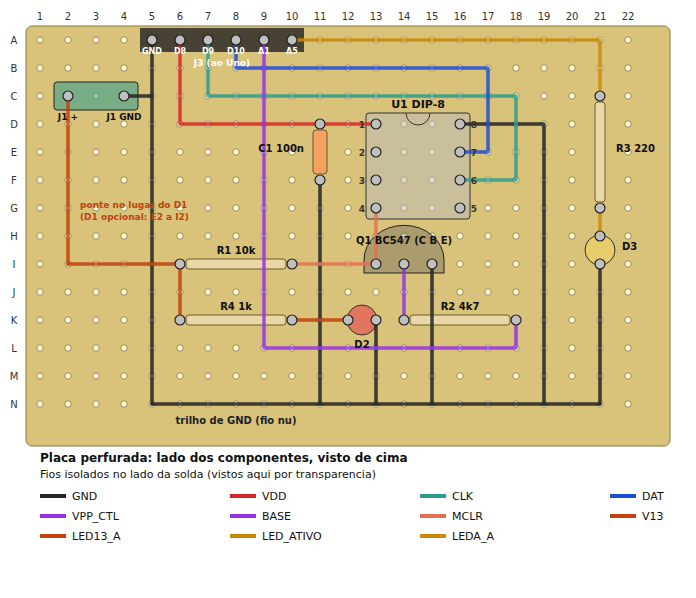 1 2 3 4 5 6 7 8 9 10 11 12 13 14 15 16 17 18 19 20 21 22
A
GND D8 D9 D10 A1 A5
J3 (ao Uno)
B
C
U1 DIP-8
J1 + J1 GND
D
1 8
C1 100n
R3 220
E
2 7
F
3 6
ponte no lugar do D1
(D1 opcional: E2 a I2)
G
4 5
H
Q1 BC547 (C B E)
D3
R1 10k
I
J
R4 1k
R2 4k7
K
D2
L
M
N
trilho de GND (fio nu)
Placa perfurada: lado dos componentes, visto de cima
Fios isolados no lado da solda (vistos aqui por transparencia)
GND VDD CLK DAT
VPP_CTL BASE MCLR V13
LED13_A LED_ATIVO LEDA_A